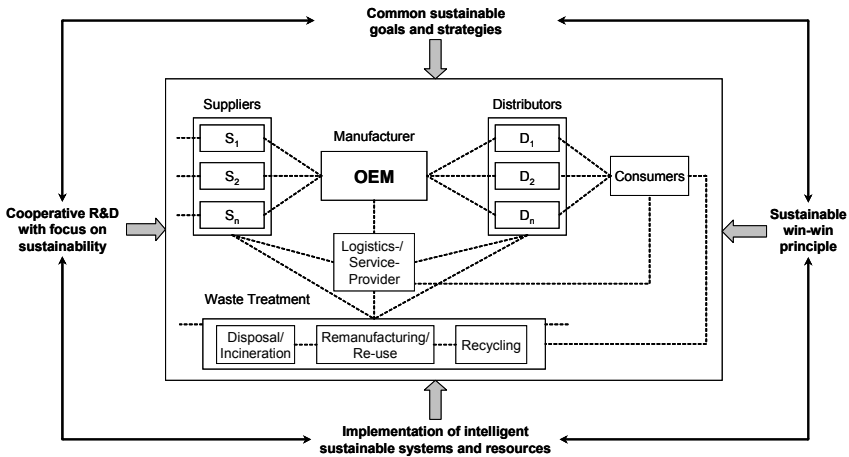 Common sustainable
goals and strategies
Suppliers
Distributors
Manufacturer
S1
S2
Sn
OEM
D1
D2
Dn
Consumers
Cooperative R&D
with focus on
sustainability
Sustainable
win-win
principle
Logistics-/
Service-
Provider
Waste Treatment
Disposal/
Incineration
Remanufacturing/
Re-use
Recycling
Implementation of intelligent
sustainable systems and resources